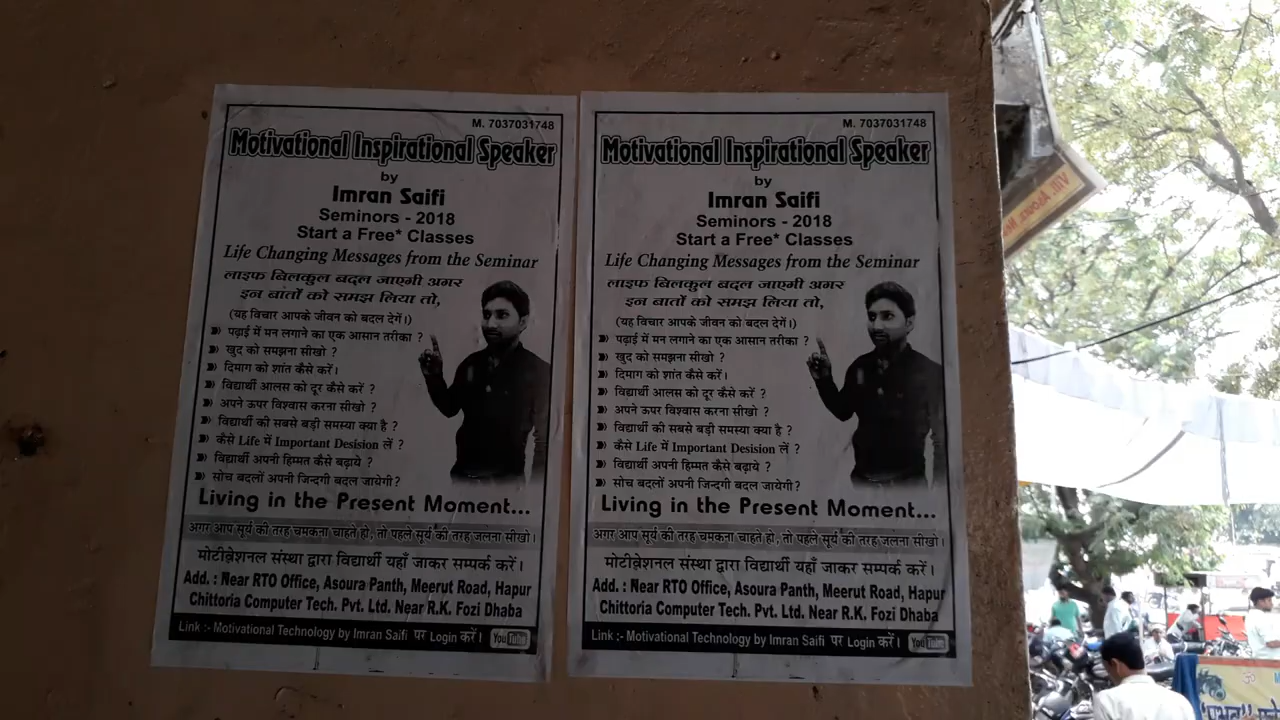 M. 7037031748
Motivational Inspirational Speaker
by
Imran Saifi
Seminors - 2018
Start a Free* Classes
Life Changing Messages from the Seminar
लाइफ बिलकुल बदल जाएगी अगर
इन बातों को समझ लिया तो,
(यह विचार आपके जीवन को बदल देगें।)
पढ़ाई में मन लगाने का एक आसान तरीका ?
खुद को समझना सीखो ?
दिमाग को शांत कैसे करें।
विद्यार्थी आलस को दूर कैसे करें ?
अपने ऊपर विश्वास करना सीखो ?
विद्यार्थी की सबसे बड़ी समस्या क्या है ?
कैसे Life में Important Desision लें ?
विद्यार्थी अपनी हिम्मत कैसे बढ़ाये ?
सोच बदलों अपनी जिन्दगी बदल जायेगी?
Living in the Present Moment...
अगर आप सूर्य की तरह चमकना चाहते हो, तो पहले सूर्य की तरह जलना सीखो।
मोटीव्रेशनल संस्था द्वारा विद्यार्थी यहाँ जाकर सम्पर्क करें।
Add. : Near RTO Office, Asoura Panth, Meerut Road, Hapur
Chittoria Computer Tech. Pvt. Ltd. Near R.K. Fozi Dhaba
Link :- Motivational Technology by Imran Saifi पर Login करें। YouTube
M. 7037031748
Motivational Inspirational Speaker
by
Imran Saifi
Seminors - 2018
Start a Free* Classes
Life Changing Messages from the Seminar
लाइफ बिलकुल बदल जाएगी अगर
इन बातों को समझ लिया तो,
(यह विचार आपके जीवन को बदल देगें।)
पढ़ाई में मन लगाने का एक आसान तरीका ?
खुद को समझना सीखो ?
दिमाग को शांत कैसे करें।
विद्यार्थी आलस को दूर कैसे करें ?
अपने ऊपर विश्वास करना सीखो ?
विद्यार्थी की सबसे बड़ी समस्या क्या है ?
कैसे Life में Important Desision लें ?
विद्यार्थी अपनी हिम्मत कैसे बढ़ाये ?
सोच बदलों अपनी जिन्दगी बदल जायेगी?
Living in the Present Moment...
अगर आप सूर्य की तरह चमकना चाहते हो, तो पहले सूर्य की तरह जलना सीखो।
मोटीव्रेशनल संस्था द्वारा विद्यार्थी यहाँ जाकर सम्पर्क करें।
Add. : Near RTO Office, Asoura Panth, Meerut Road, Hapur
Chittoria Computer Tech. Pvt. Ltd. Near R.K. Fozi Dhaba
Link :- Motivational Technology by Imran Saifi पर Login करें। YouTube